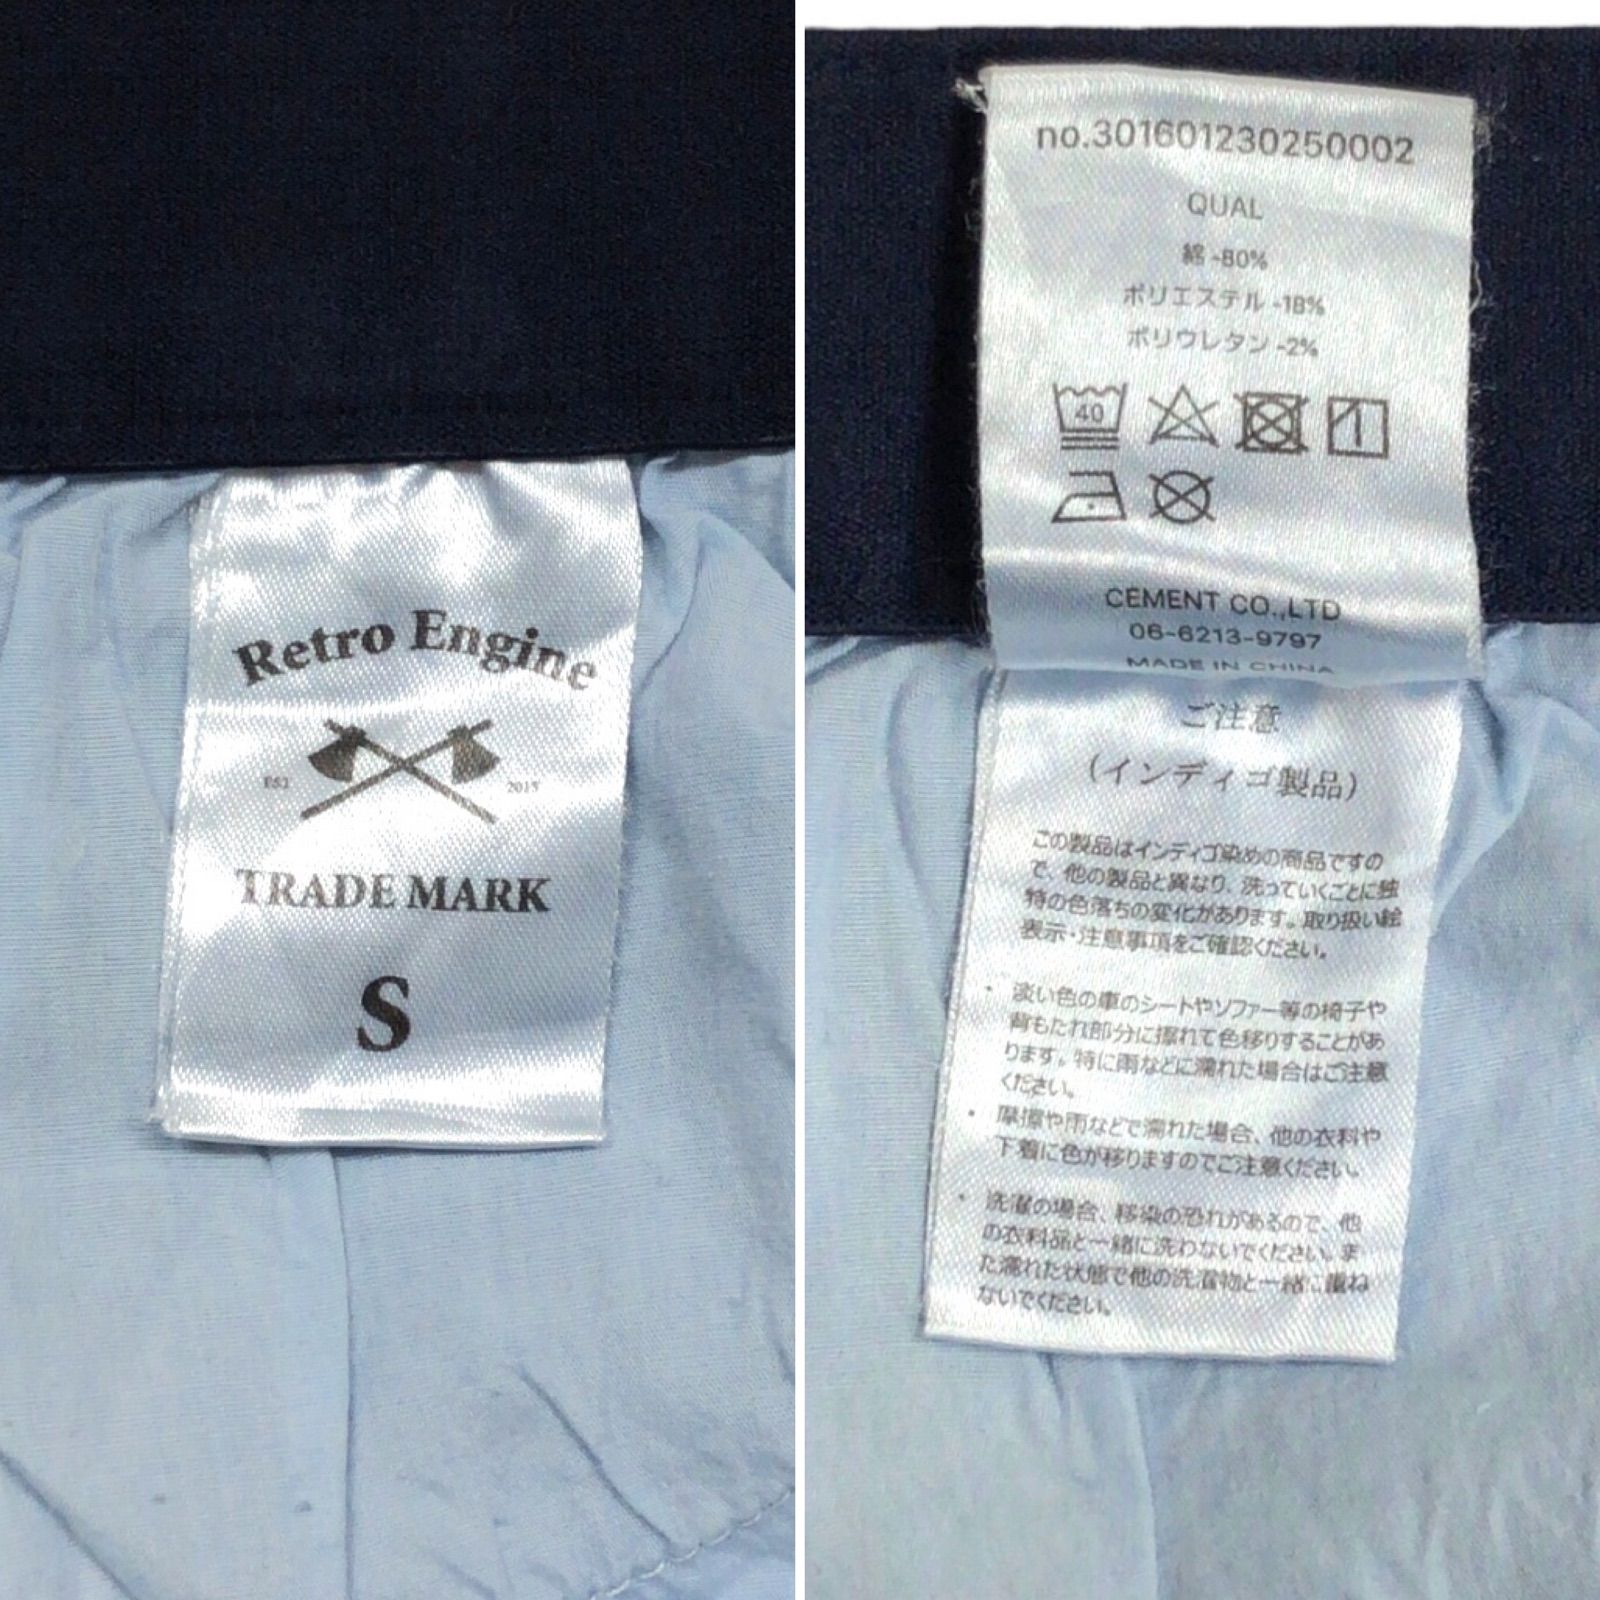 Retro Engine
EST
2015
TRADE MARK
S
no.301601230250002
QUAL
綿-80%
ポリエステル-18%
ポリウレタン-2%
40
CEMENT CO.,LTD
06-6213-9797
MADE IN CHINA
ご注意
(インディゴ製品)
この製品はインディゴ染めの商品ですの
で、他の製品と異なり、洗っていくごとに独
特の色落ちの変化があります。取り扱い絵
表示・注意事項をご確認ください。
・ 淡い色の車のシートやソファー等の椅子や
背もたれ部分に擦れて色移りすることがあ
ります。特に雨などに濡れた場合はご注意
ください。
・ 摩擦や雨などで濡れた場合、他の衣料や
下着に色が移りますのでご注意ください。
・ 洗濯の場合、移染の恐れがあるので、他
の衣料品と一緒に洗わないでください。ま
た濡れた状態で他の洗濯物と一緒に重ね
ないでください。